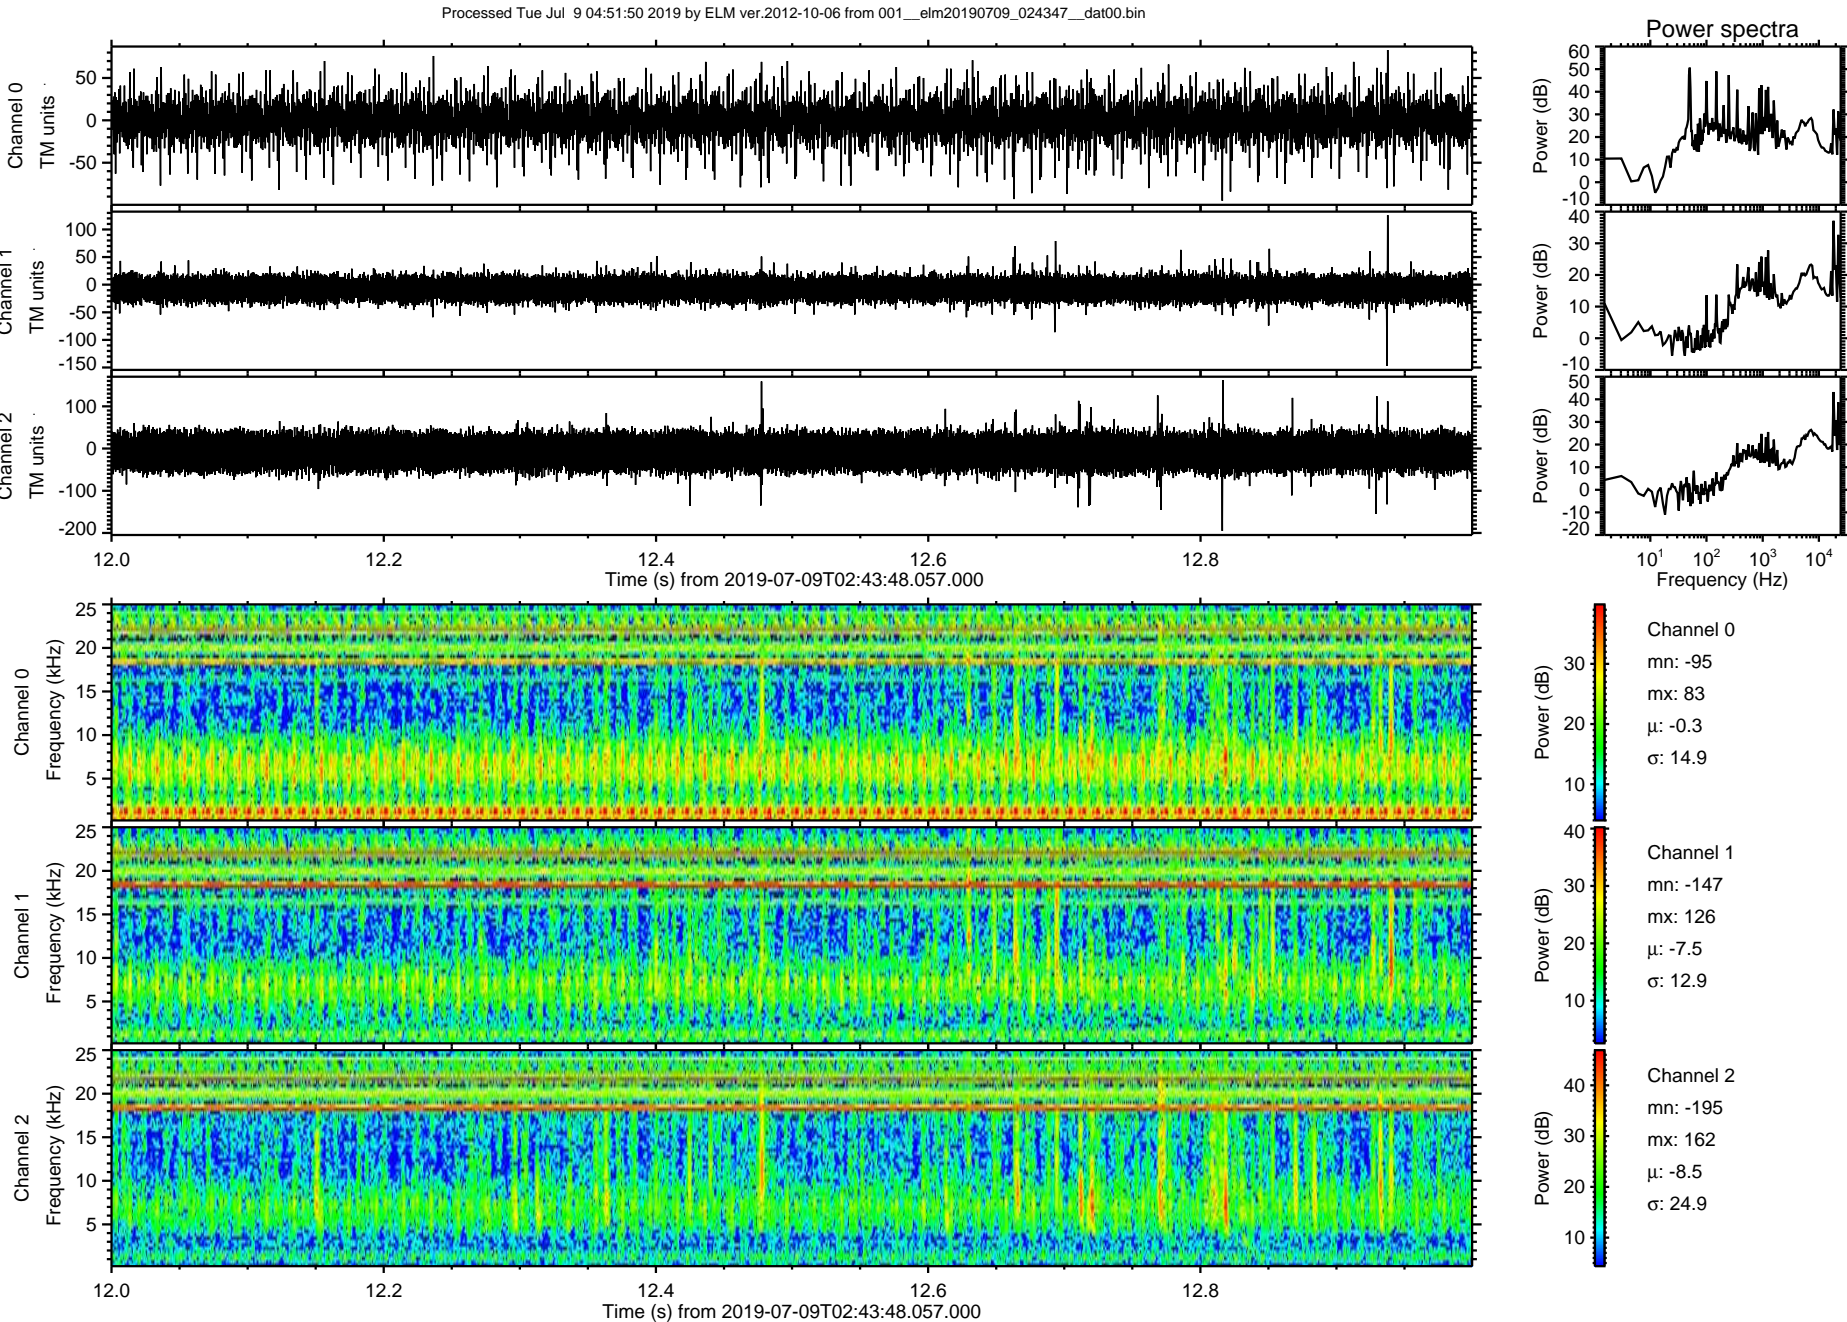 Processed Tue Jul 9 04:51:50 2019 by ELM ver.2012-10-06 from 001__elm20190709_024347__dat00.bin
Power spectra
Channel 0
TM units
50
0
-50
Power (dB)
60
50
40
30
20
10
0
-10
Channel 1
TM units
100
50
0
-50
-100
-150
Power (dB)
40
30
20
10
0
-10
Channel 2
TM units
100
0
-100
-200
Power (dB)
50
40
30
20
10
0
-10
-20
12.0 12.2 12.4 12.6 12.8
Time (s) from 2019-07-09T02:43:48.057.000
10¹ 10² 10³ 10⁴
Frequency (Hz)
Channel 0
Frequency (kHz)
25
20
15
10
5
Power (dB)
30
20
10
Channel 0
mn: -95
mx: 83
μ: -0.3
σ: 14.9
Channel 1
Frequency (kHz)
25
20
15
10
5
Power (dB)
40
30
20
10
Channel 1
mn: -147
mx: 126
μ: -7.5
σ: 12.9
Channel 2
Frequency (kHz)
25
20
15
10
5
Power (dB)
40
30
20
10
Channel 2
mn: -195
mx: 162
μ: -8.5
σ: 24.9
12.0 12.2 12.4 12.6 12.8
Time (s) from 2019-07-09T02:43:48.057.000